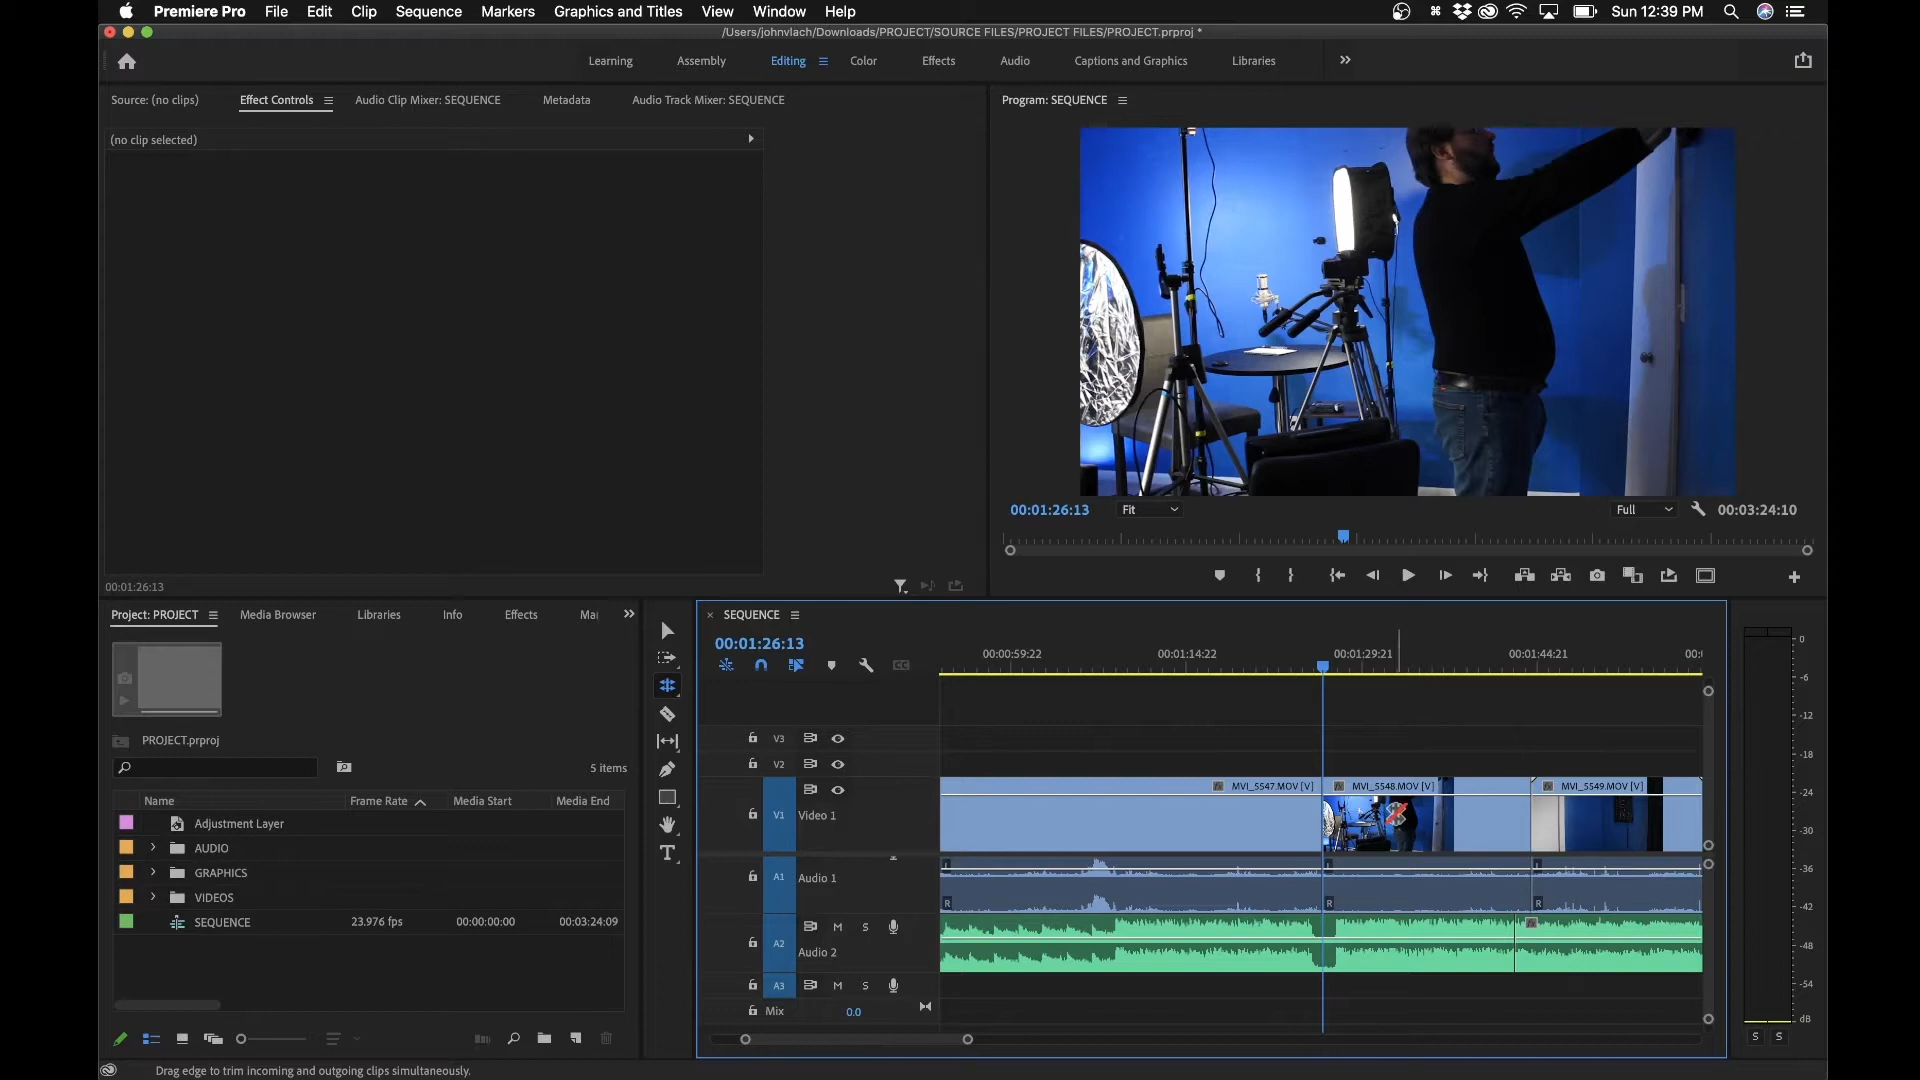 Premiere Pro File Edit Clip Sequence Markers Graphics and Titles View Window Help Sun 12:39 PM
/Users/johnvlach/Downloads/PROJECT/SOURCE FILES/PROJECT FILES/PROJECT.prproj *
Learning Assembly Editing Color Effects Audio Captions and Graphics Libraries
Source: (no clips) Effect Controls Audio Clip Mixer: SEQUENCE Metadata Audio Track Mixer: SEQUENCE
(no clip selected)
00:01:26:13
Program: SEQUENCE
00:01:26:13 Fit Full 00:03:24:10
Project: PROJECT Media Browser Libraries Info Effects Ma
PROJECT.prproj
5 items
Name Frame Rate Media Start Media End
Adjustment Layer
AUDIO
GRAPHICS
VIDEOS
SEQUENCE 23.976 fps 00:00:00:00 00:03:24:09
T
SEQUENCE
00:01:26:13
CC
00:00:59:22 00:01:14:22 00:01:29:21 00:01:44:21 00:0
V3
V2
fx MVI_5547.MOV [V] fx MVI_5548.MOV [V] fx MVI_5549.MOV [V]
V1 Video 1
L L L
A1 Audio 1
R R R
M S
A2
Audio 2
A3 M S
Mix 0.0
0
-6
-12
-18
-24
-30
-36
-42
-48
-54
dB
S S
Drag edge to trim incoming and outgoing clips simultaneously.